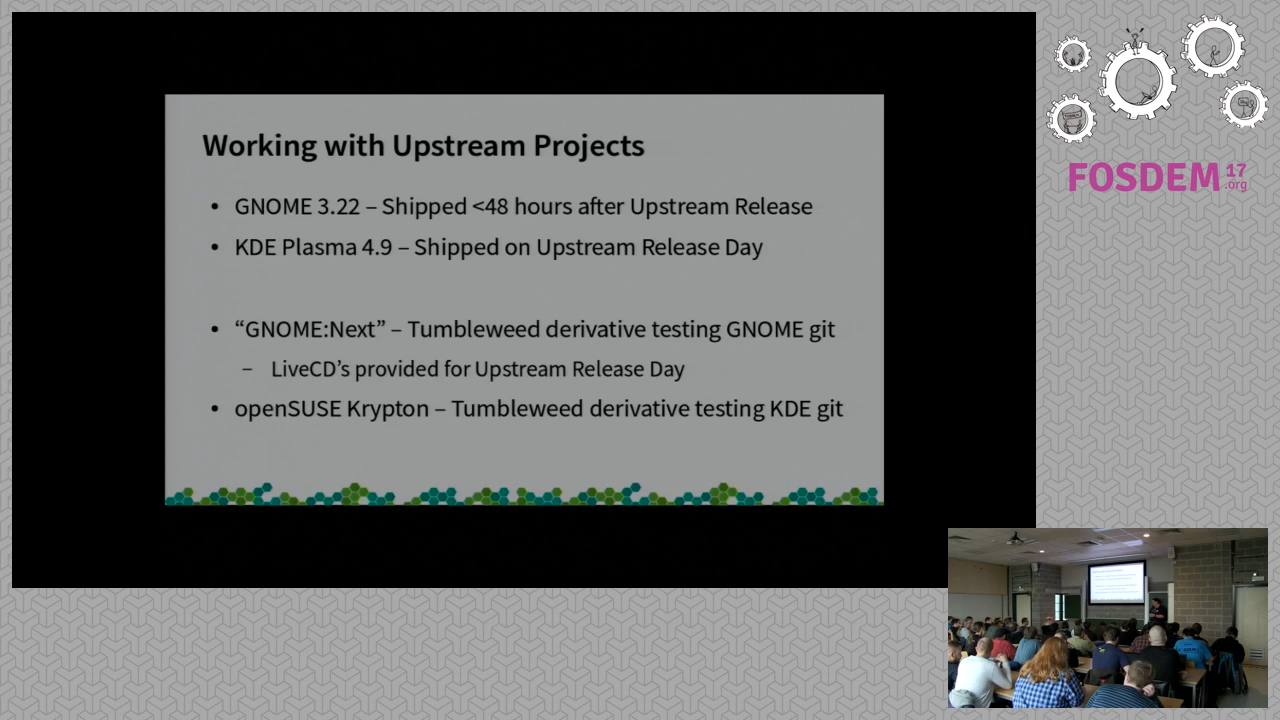 Working with Upstream Projects
• GNOME 3.22 – Shipped <48 hours after Upstream Release
• KDE Plasma 4.9 – Shipped on Upstream Release Day
• “GNOME:Next” – Tumbleweed derivative testing GNOME git
– LiveCD’s provided for Upstream Release Day
• openSUSE Krypton – Tumbleweed derivative testing KDE git
FOSDEM 17
.org